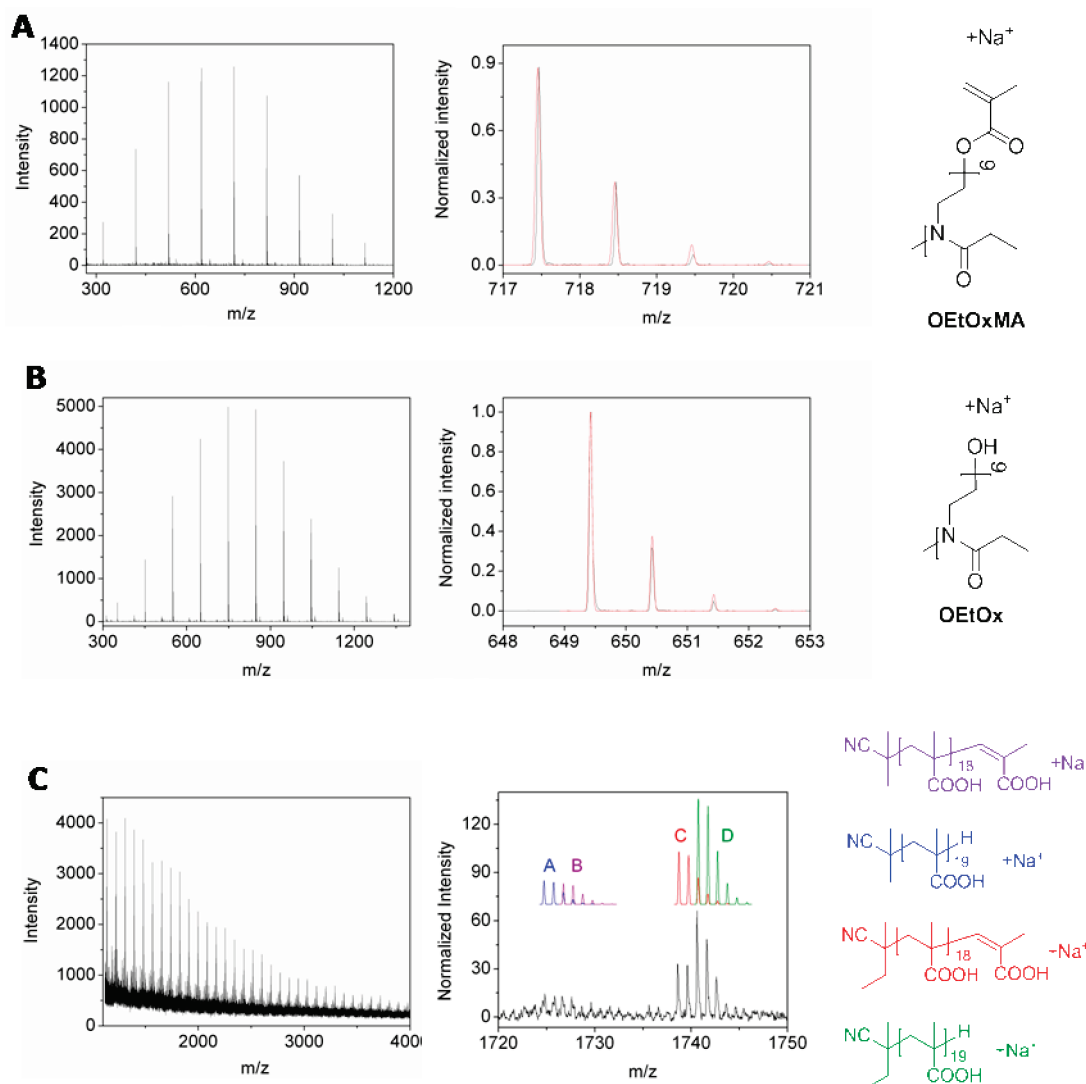 A
Intensity
1400
1200
1000
800
600
400
200
0
300 600 900 1200
m/z
Normalized intensity
0.9
0.6
0.3
0.0
717 718 719 720 721
m/z
+Na⁺
O O
6
N
O
OEtOxMA
B
Intensity
5000
4000
3000
2000
1000
0
300 600 900 1200
m/z
Normalized intensity
1.0
0.8
0.6
0.4
0.2
0.0
648 649 650 651 652 653
m/z
+Na⁺
OH
6
N
O
OEtOx
C
Intensity
4000
3000
2000
1000
0
2000 3000 4000
m/z
Normalized Intensity
120
90
60
30
0
A B C D
1720 1730 1740 1750
m/z
NC 18 +Na
COOH COOH
NC H
19 +Na⁺
COOH
NC 18 −Na⁺
COOH COOH
NC H
19 −Na⁺
COOH